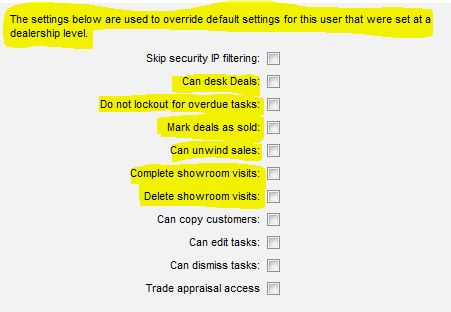 The settings below are used to override default settings for this user that were set at a
dealership level.
Skip security IP filtering:
Can desk Deals:
Do not lockout for overdue tasks:
Mark deals as sold:
Can unwind sales:
Complete showroom visits:
Delete showroom visits:
Can copy customers:
Can edit tasks:
Can dismiss tasks:
Trade appraisal access